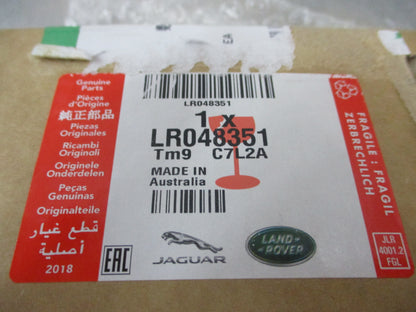 EA
LR048351
1 x
LR048351
Tm9 C7L2A
MADE IN
Australia
Genuine
Parts
Pièces
d'Origine
純正部品
Piezas
Originales
Ricambi
Originali
Originele
Onderdelen
Peças
Genuinas
Originalteile
قطع غيار
أصلية
2018
EAC
JAGUAR
LAND-
-ROVER
FRAGILE : FRAGIL
ZERBRECHLICH
JLR
4001.2
FGL